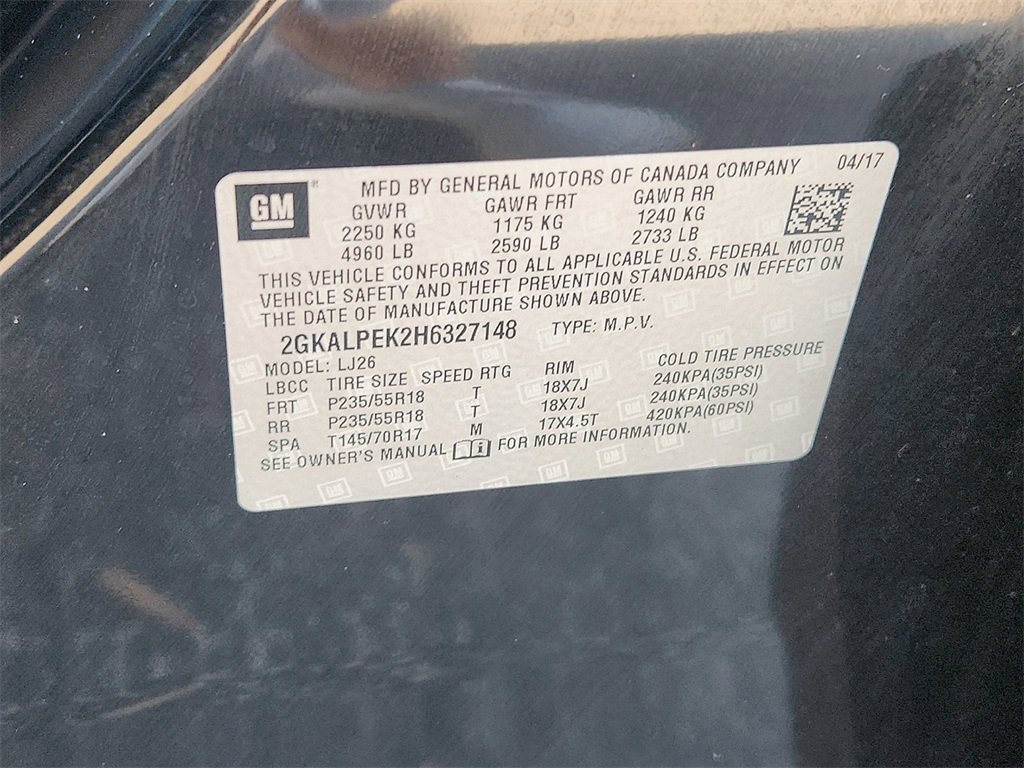 GM
MFD BY GENERAL MOTORS OF CANADA COMPANY 04/17
GVWR GAWR FRT GAWR RR
2250 KG 1175 KG 1240 KG
4960 LB 2590 LB 2733 LB
THIS VEHICLE CONFORMS TO ALL APPLICABLE U.S. FEDERAL MOTOR
VEHICLE SAFETY AND THEFT PREVENTION STANDARDS IN EFFECT ON
THE DATE OF MANUFACTURE SHOWN ABOVE.
2GKALPEK2H6327148 TYPE: M.P.V.
MODEL: LJ26
LBCC TIRE SIZE SPEED RTG RIM COLD TIRE PRESSURE
FRT P235/55R18 T 18X7J 240KPA(35PSI)
RR P235/55R18 T 18X7J 240KPA(35PSI)
SPA T145/70R17 M 17X4.5T 420KPA(60PSI)
SEE OWNER'S MANUAL i FOR MORE INFORMATION.